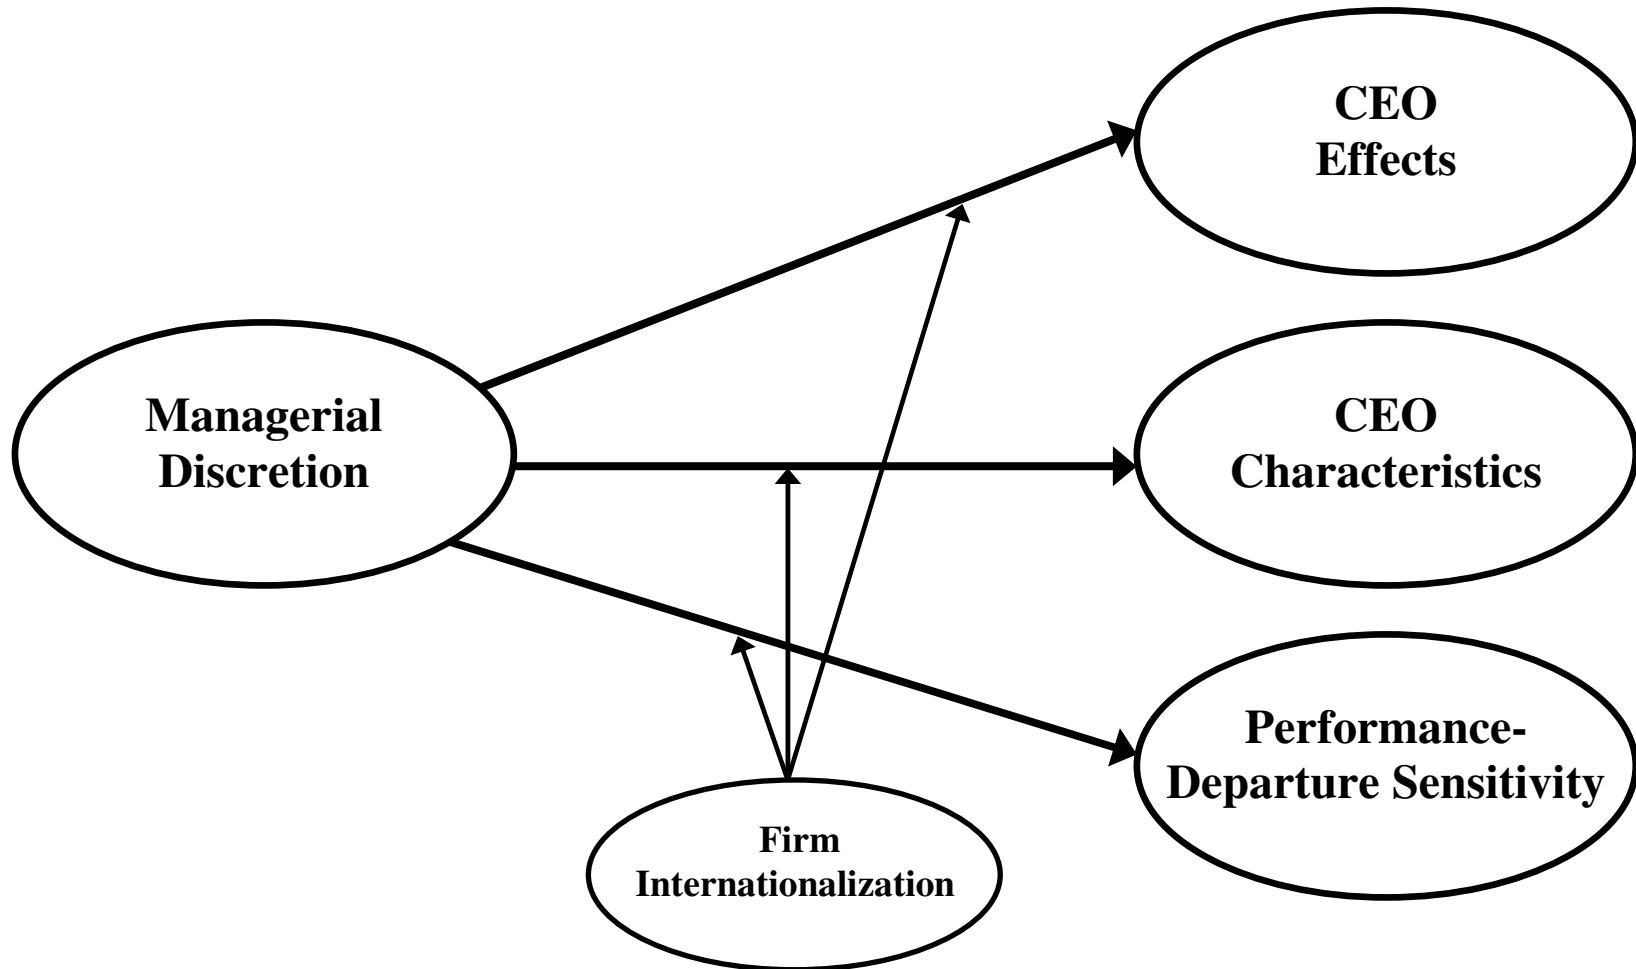 CEO
Effects
Managerial
Discretion
CEO
Characteristics
Performance-
Departure Sensitivity
Firm
Internationalization